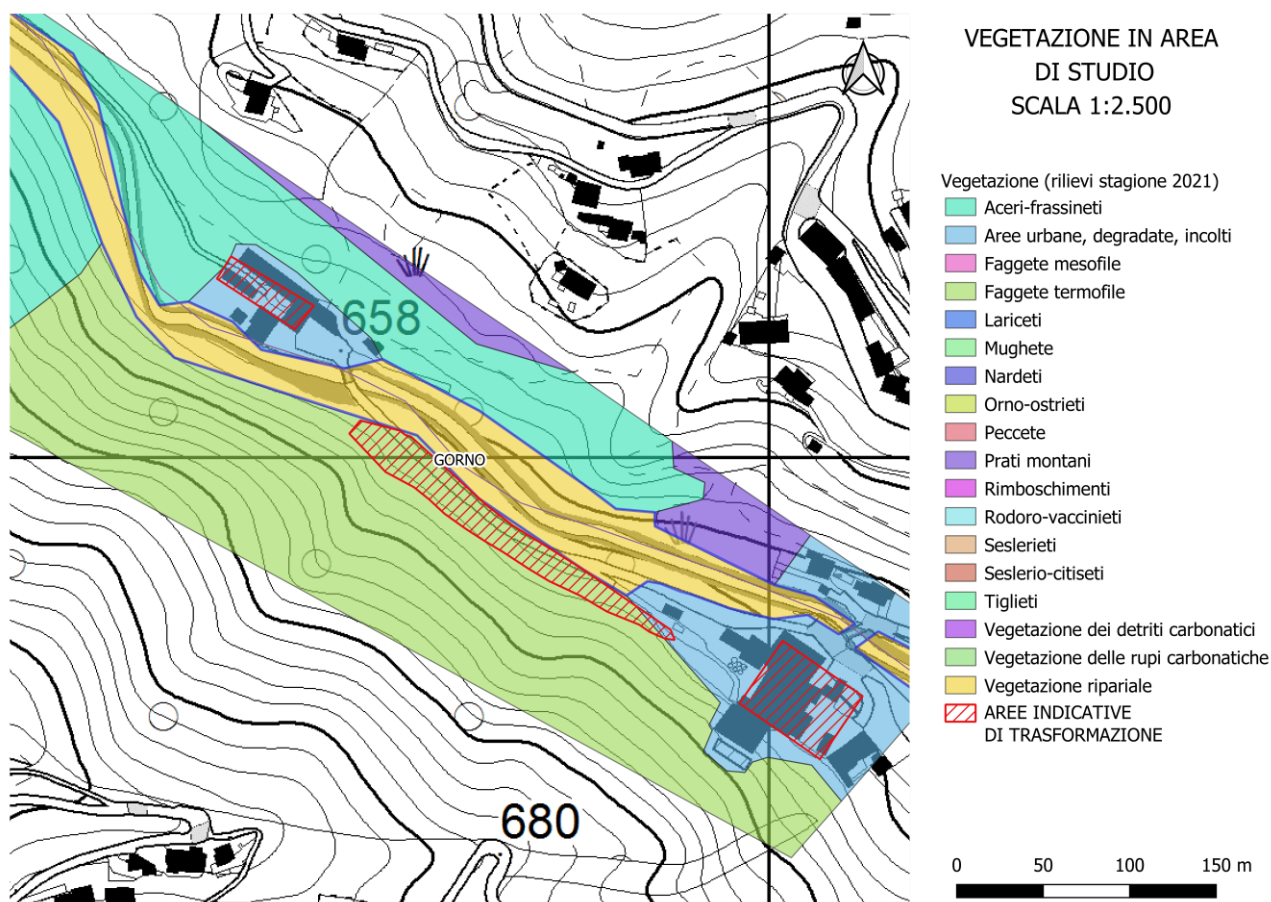 VEGETAZIONE IN AREA
DI STUDIO
SCALA 1:2.500
Vegetazione (rilievi stagione 2021)
Aceri-frassineti
Aree urbane, degradate, incolti
Faggete mesofile
Faggete termofile
Lariceti
Mughete
Nardeti
Orno-ostrieti
Peccete
Prati montani
Rimboschimenti
Rodoro-vaccinieti
Seslerieti
Seslerio-citiseti
Tiglieti
Vegetazione dei detriti carbonatici
Vegetazione delle rupi carbonatiche
Vegetazione ripariale
AREE INDICATIVE
DI TRASFORMAZIONE
658
GORNO
680
0 50 100 150 m